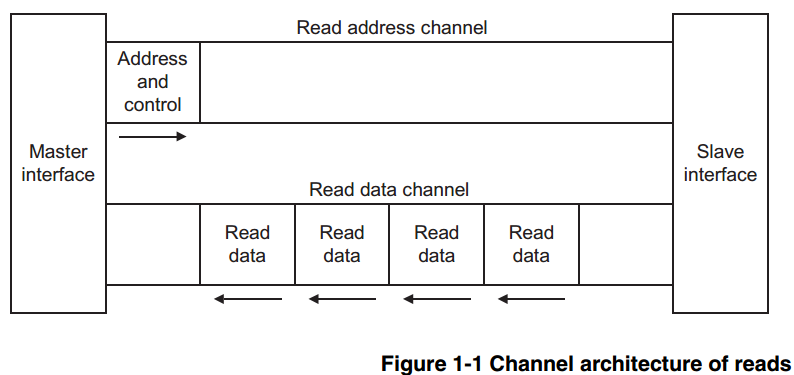 Read address channel
Address
and
control
Master
interface
Slave
interface
Read data channel
Read
data
Read
data
Read
data
Read
data
Figure 1-1 Channel architecture of reads